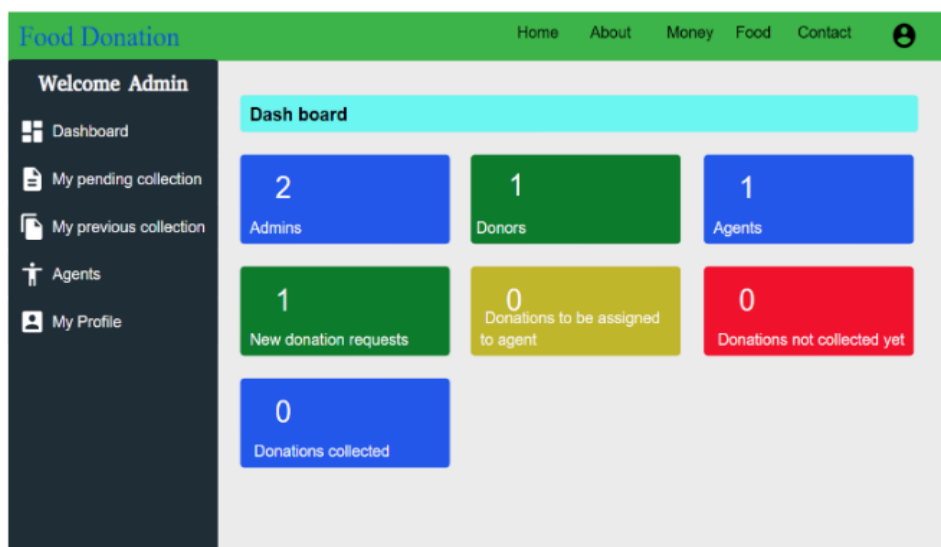 Food Donation
Home About Money Food Contact
Welcome Admin
Dashboard
My pending collection
My previous collection
Agents
My Profile
Dash board
2
Admins
1
Donors
1
Agents
1
New donation requests
0
Donations to be assigned
to agent
0
Donations not collected yet
0
Donations collected